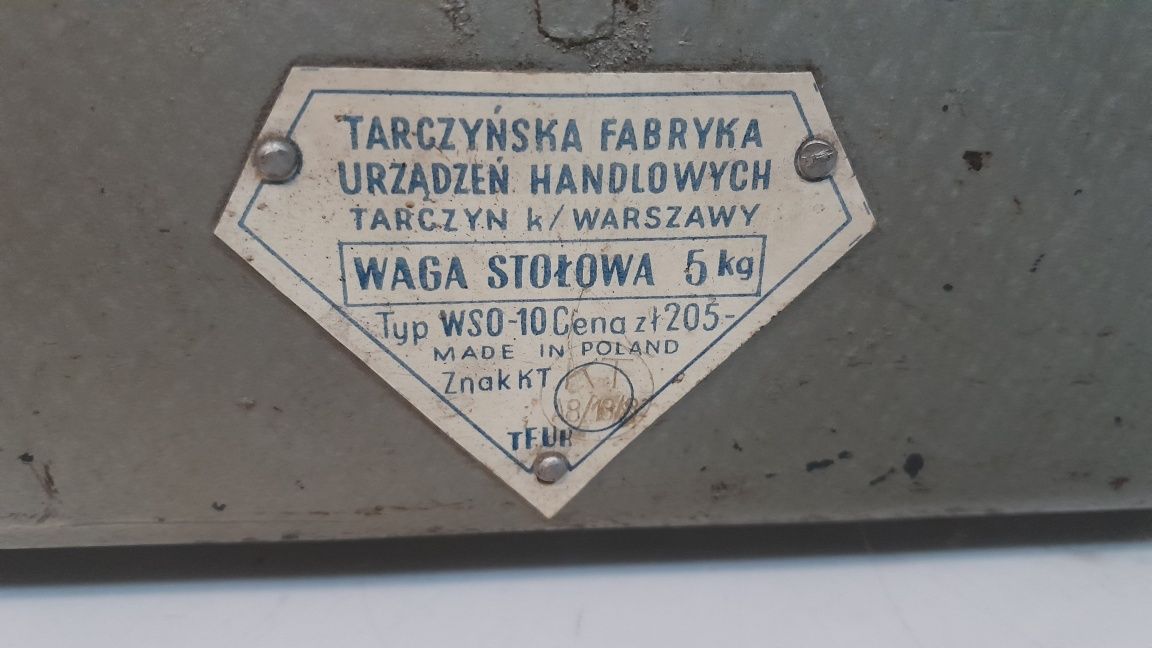 TARCZYŃSKA FABRYKA
URZĄDZEŃ HANDLOWYCH
TARCZYN k/WARSZAWY
WAGA STOŁOWA 5 kg
Typ WSO-10 Cena zł 205-
MADE IN POLAND
Znak KT KT
TFUH